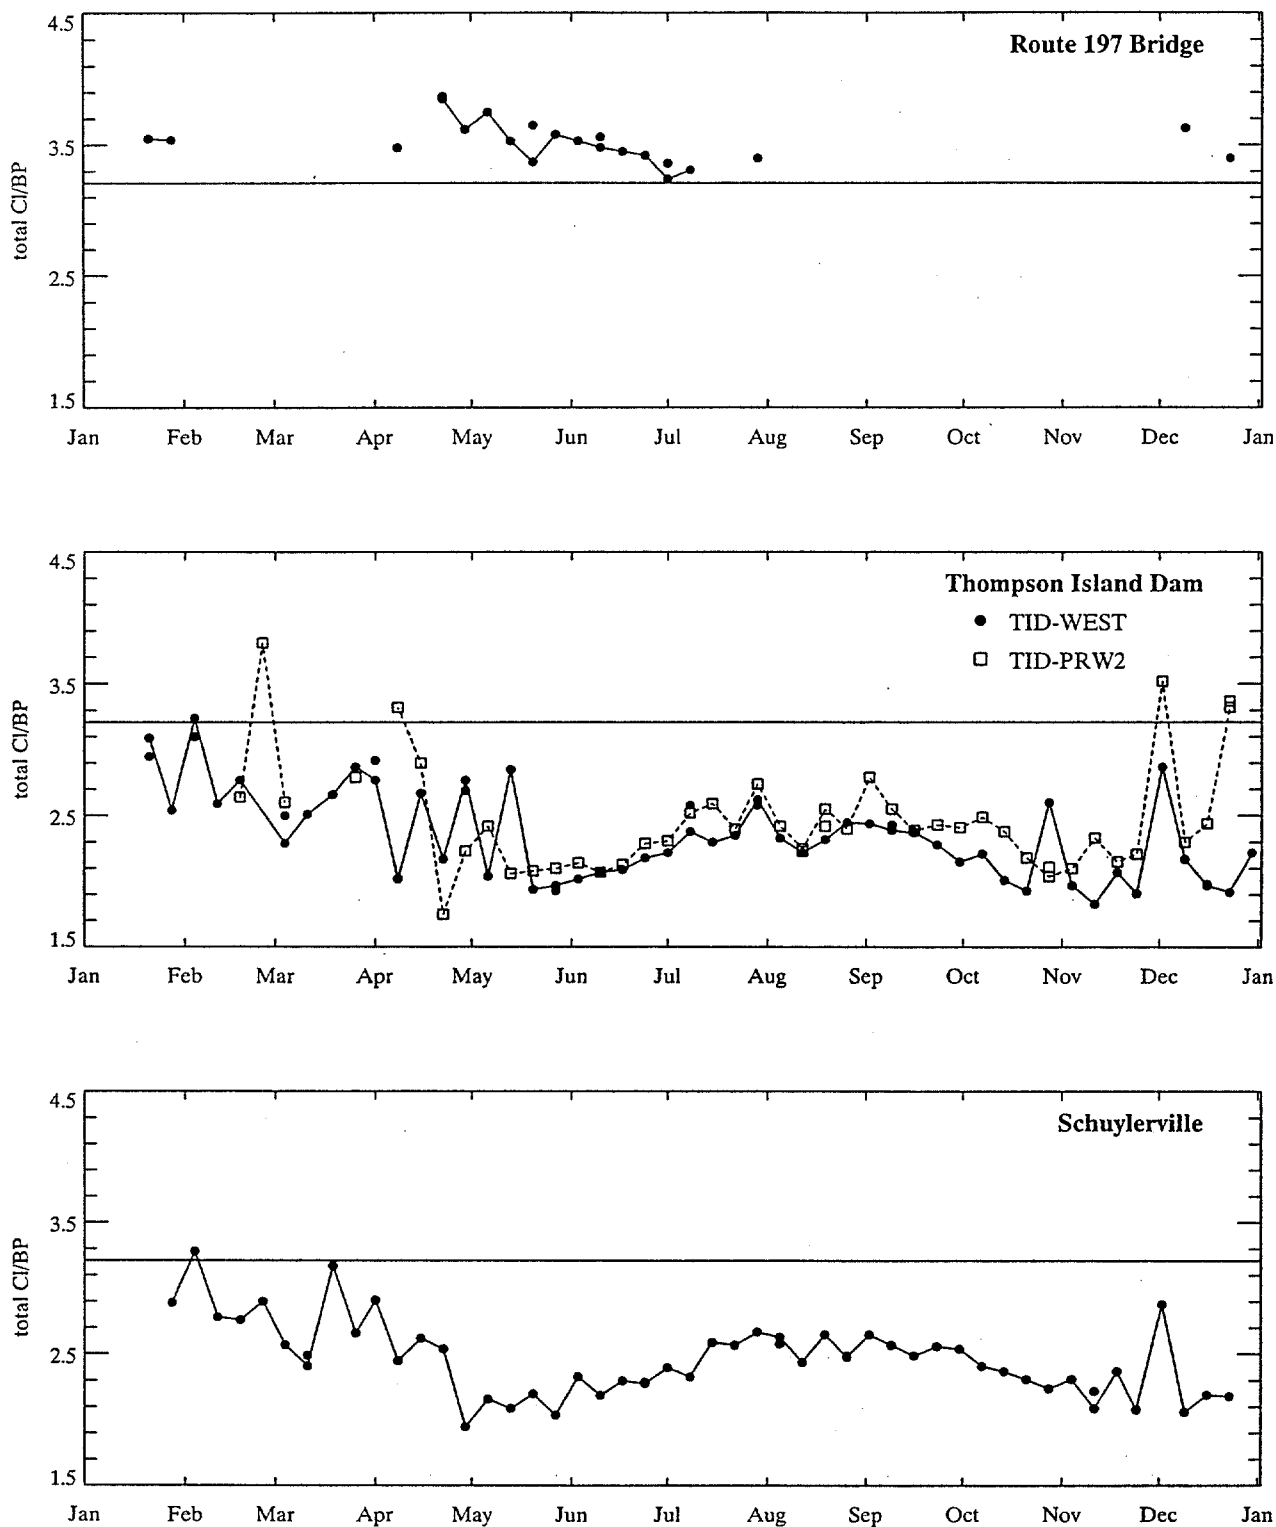 4.5
Route 197 Bridge
3.5
total Cl/BP
2.5
1.5
Jan Feb Mar Apr May Jun Jul Aug Sep Oct Nov Dec Jan
4.5
Thompson Island Dam
TID-WEST
TID-PRW2
3.5
total Cl/BP
2.5
1.5
Jan Feb Mar Apr May Jun Jul Aug Sep Oct Nov Dec Jan
4.5
Schuylerville
3.5
total Cl/BP
2.5
1.5
Jan Feb Mar Apr May Jun Jul Aug Sep Oct Nov Dec Jan